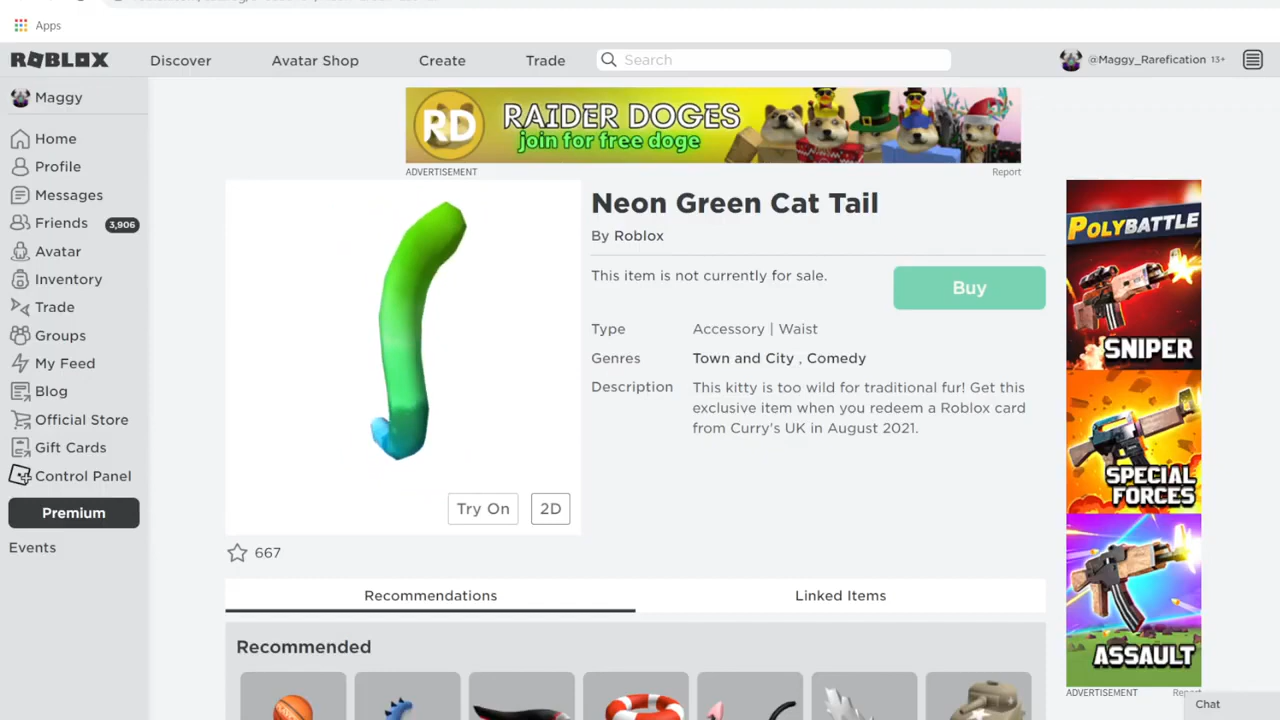 Apps
ROBLOX
Discover
Avatar Shop
Create
Trade
Search
@Maggy_Rarefication 13+
Maggy
Home
Profile
Messages
Friends 3,906
Avatar
Inventory
Trade
Groups
My Feed
Blog
Official Store
Gift Cards
Control Panel
Premium
Events
RD
RAIDER DOGES
join for free doge
ADVERTISEMENT
Report
Neon Green Cat Tail
By Roblox
This item is not currently for sale.
Buy
Type Accessory | Waist
Genres Town and City , Comedy
Description This kitty is too wild for traditional fur! Get this
exclusive item when you redeem a Roblox card
from Curry's UK in August 2021.
Try On
2D
667
Recommendations
Linked Items
Recommended
POLYBATTLE
SNIPER
SPECIAL
FORCES
ASSAULT
ADVERTISEMENT
Chat